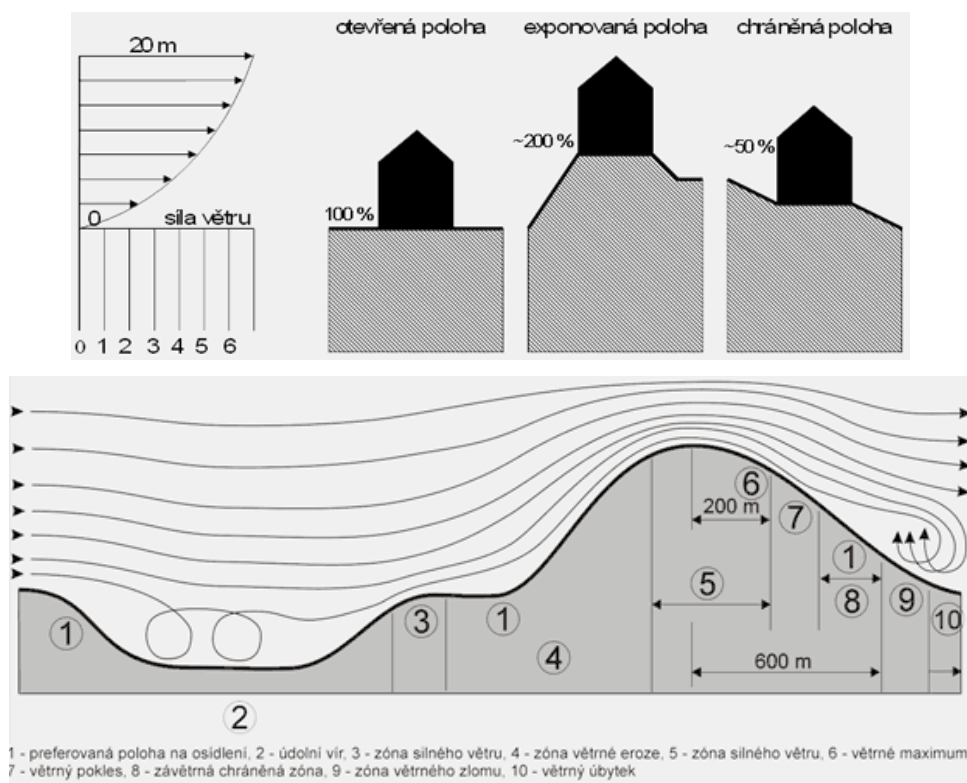 otevřená poloha exponovaná poloha chráněná poloha
20 m
~200 %
~50 %
100 %
0 síla větru
0 1 2 3 4 5 6
6
200 m
7
1
1 3 1 5 8 9 10
4
600 m
2
1 - preferovaná poloha na osídlení, 2 - údolní vír, 3 - zóna silného větru, 4 - zóna větrné eroze, 5 - zóna silného větru, 6 - větrné maximum
7 - větrný pokles, 8 - závětrná chráněná zóna, 9 - zóna větrného zlomu, 10 - větrný úbytek